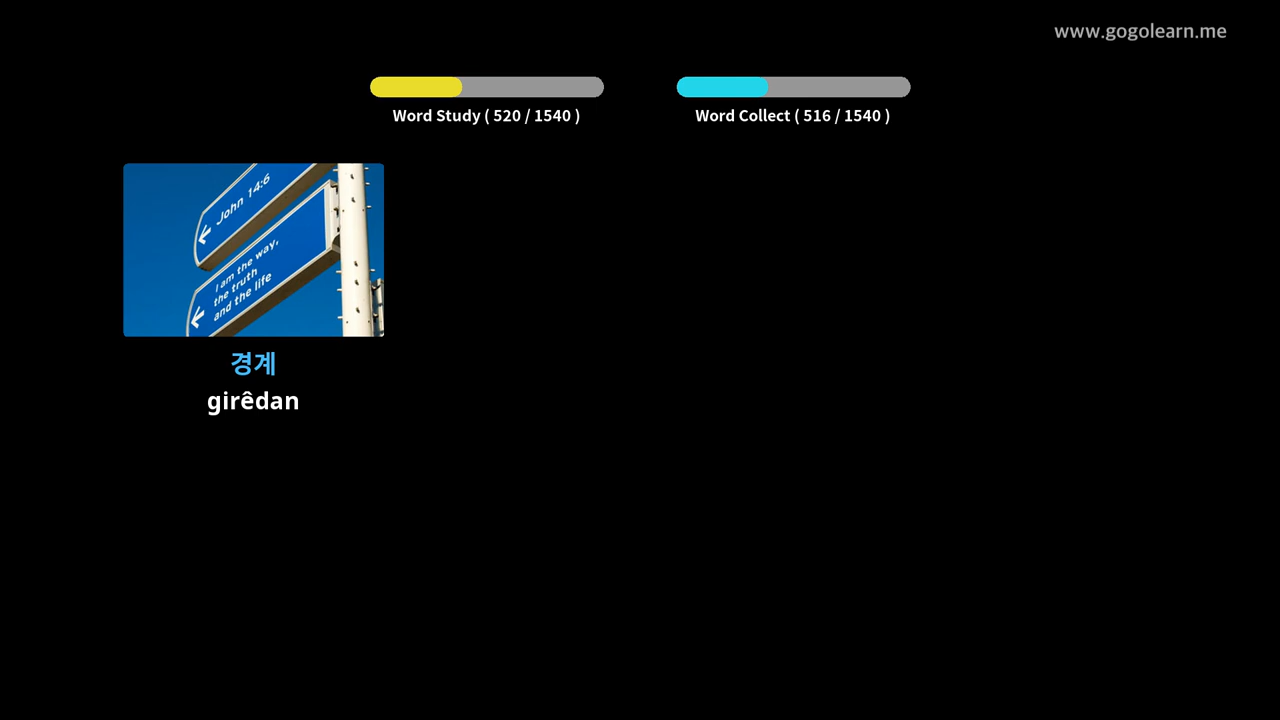 www.gogolearn.me
Word Study ( 520 / 1540 )
Word Collect ( 516 / 1540 )
John 14:6
I am the way,
the truth
and the life
경계
girêdan